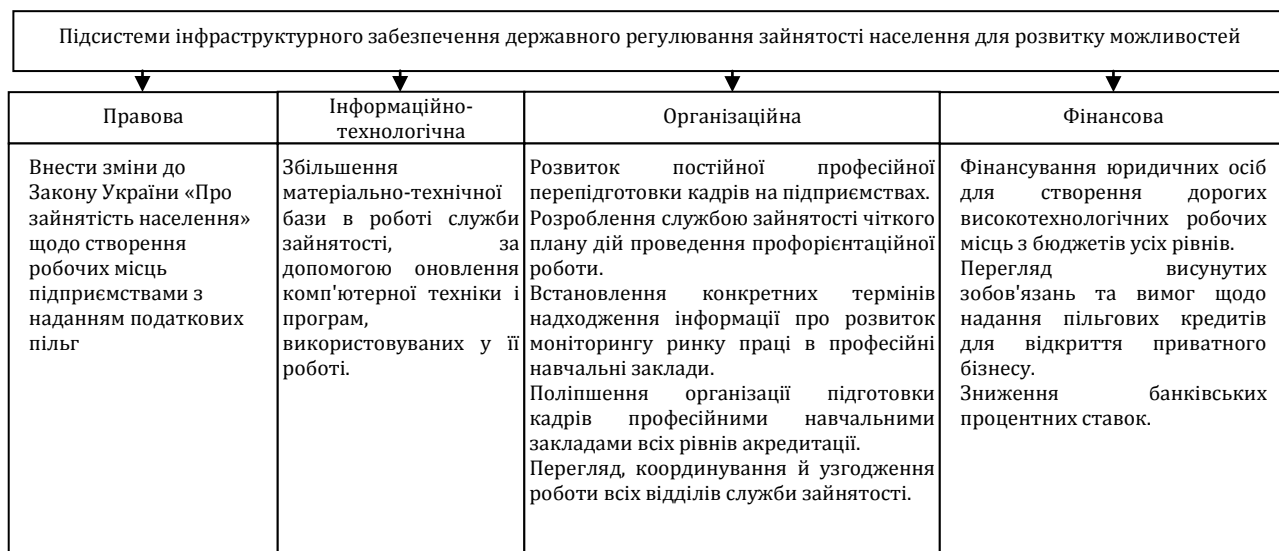 Підсистеми інфраструктурного забезпечення державного регулювання зайнятості населення для розвитку можливостей
Правова
Внести зміни до
Закону України «Про
зайнятість населення»
щодо створення
робочих місць
підприємствами з
наданням податкових
пільг
Інформаційно-
технологічна
Збільшення
матеріально-технічної
бази в роботі служби
зайнятості, за
допомогою оновлення
комп'ютерної техніки і
програм,
використовуваних у її
роботі.
Організаційна
Розвиток постійної професійної
перепідготовки кадрів на підприємствах.
Розроблення службою зайнятості чіткого
плану дій проведення профорієнтаційної
роботи.
Встановлення конкретних термінів
надходження інформації про розвиток
моніторингу ринку праці в професійні
навчальні заклади.
Поліпшення організації підготовки
кадрів професійними навчальними
закладами всіх рівнів акредитації.
Перегляд, координування й узгодження
роботи всіх відділів служби зайнятості.
Фінансова
Фінансування юридичних осіб
для створення дорогих
високотехнологічних робочих
місць з бюджетів усіх рівнів.
Перегляд висунутих
зобов'язань та вимог щодо
надання пільгових кредитів
для відкриття приватного
бізнесу.
Зниження банківських
процентних ставок.